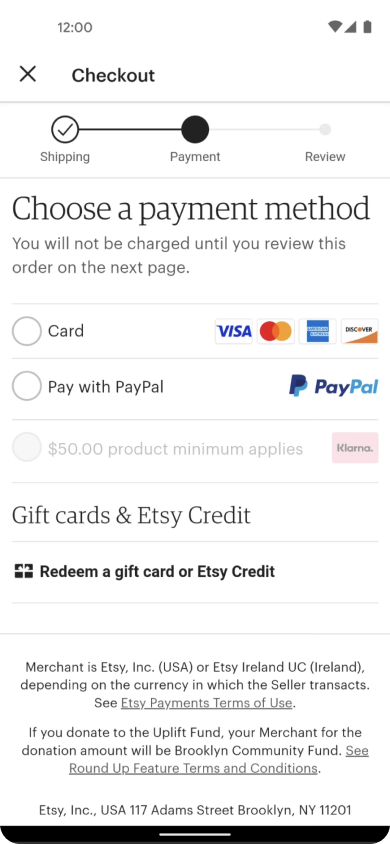 12:00
Checkout
Shipping Payment Review
Choose a payment method
You will not be charged until you review this
order on the next page.
Card VISA AMERICAN EXPRESS DISCOVER
Pay with PayPal PayPal
$50.00 product minimum applies Klarna.
Gift cards & Etsy Credit
Redeem a gift card or Etsy Credit
Merchant is Etsy, Inc. (USA) or Etsy Ireland UC (Ireland),
depending on the currency in which the Seller transacts.
See Etsy Payments Terms of Use.
If you donate to the Uplift Fund, your Merchant for the
donation amount will be Brooklyn Community Fund. See
Round Up Feature Terms and Conditions.
Etsy, Inc., USA 117 Adams Street Brooklyn, NY 11201